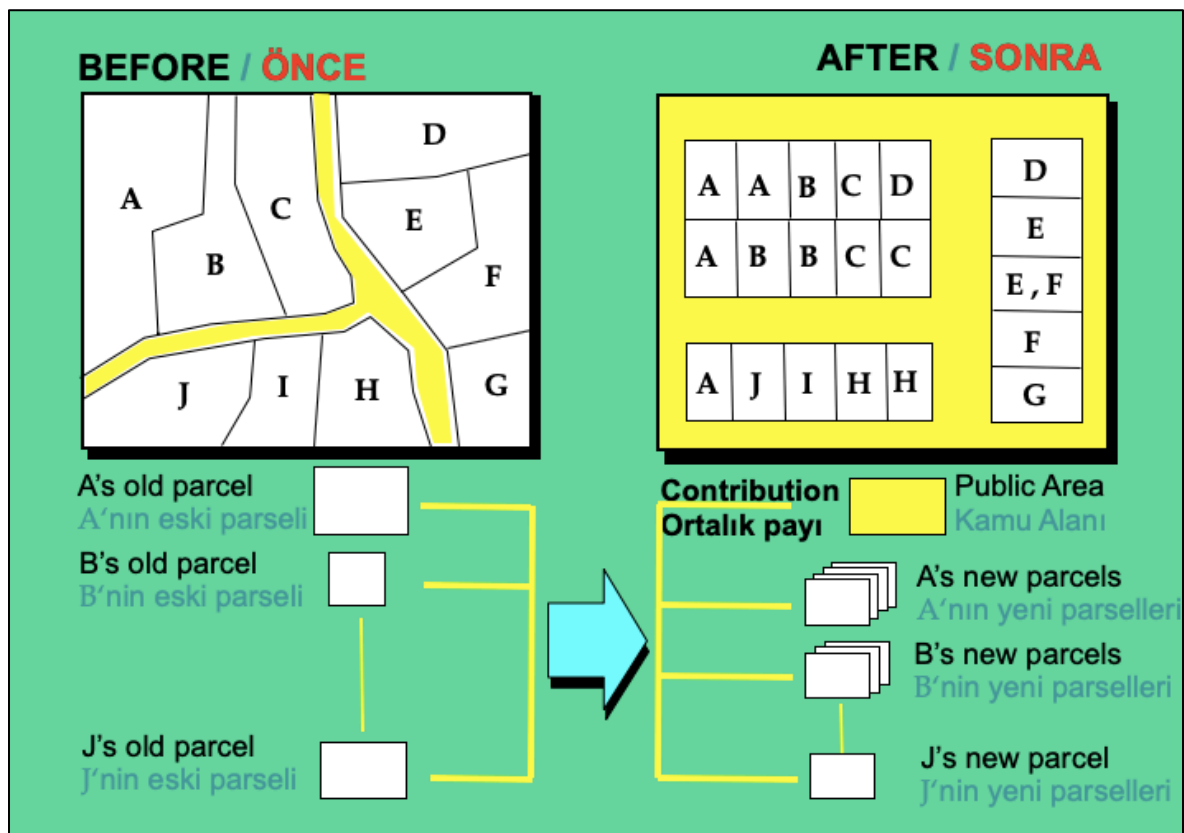 BEFORE / ÖNCE
AFTER / SONRA
A
B
C
D
E
F
G
H
I
J
A A B C D
A B B C C
A J I H H
D
E
E , F
F
G
A's old parcel
A‘nın eski parseli
B’s old parcel
B‘nin eski parseli
J’s old parcel
J‘nin eski parseli
Contribution
Ortalık payı
Public Area
Kamu Alanı
A’s new parcels
A‘nın yeni parselleri
B’s new parcels
B‘nin yeni parselleri
J’s new parcel
J‘nin yeni parselleri